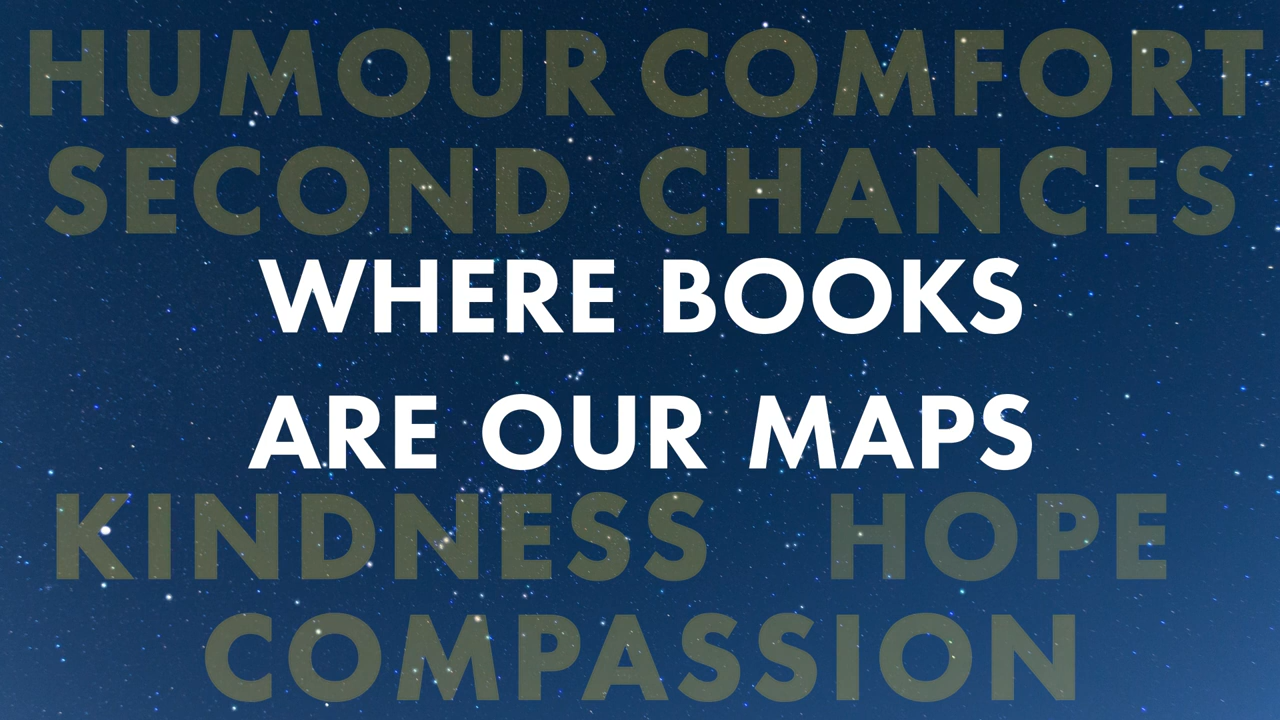 HUMOUR COMFORT
SECOND CHANCES
WHERE BOOKS
ARE OUR MAPS
KINDNESS HOPE
COMPASSION